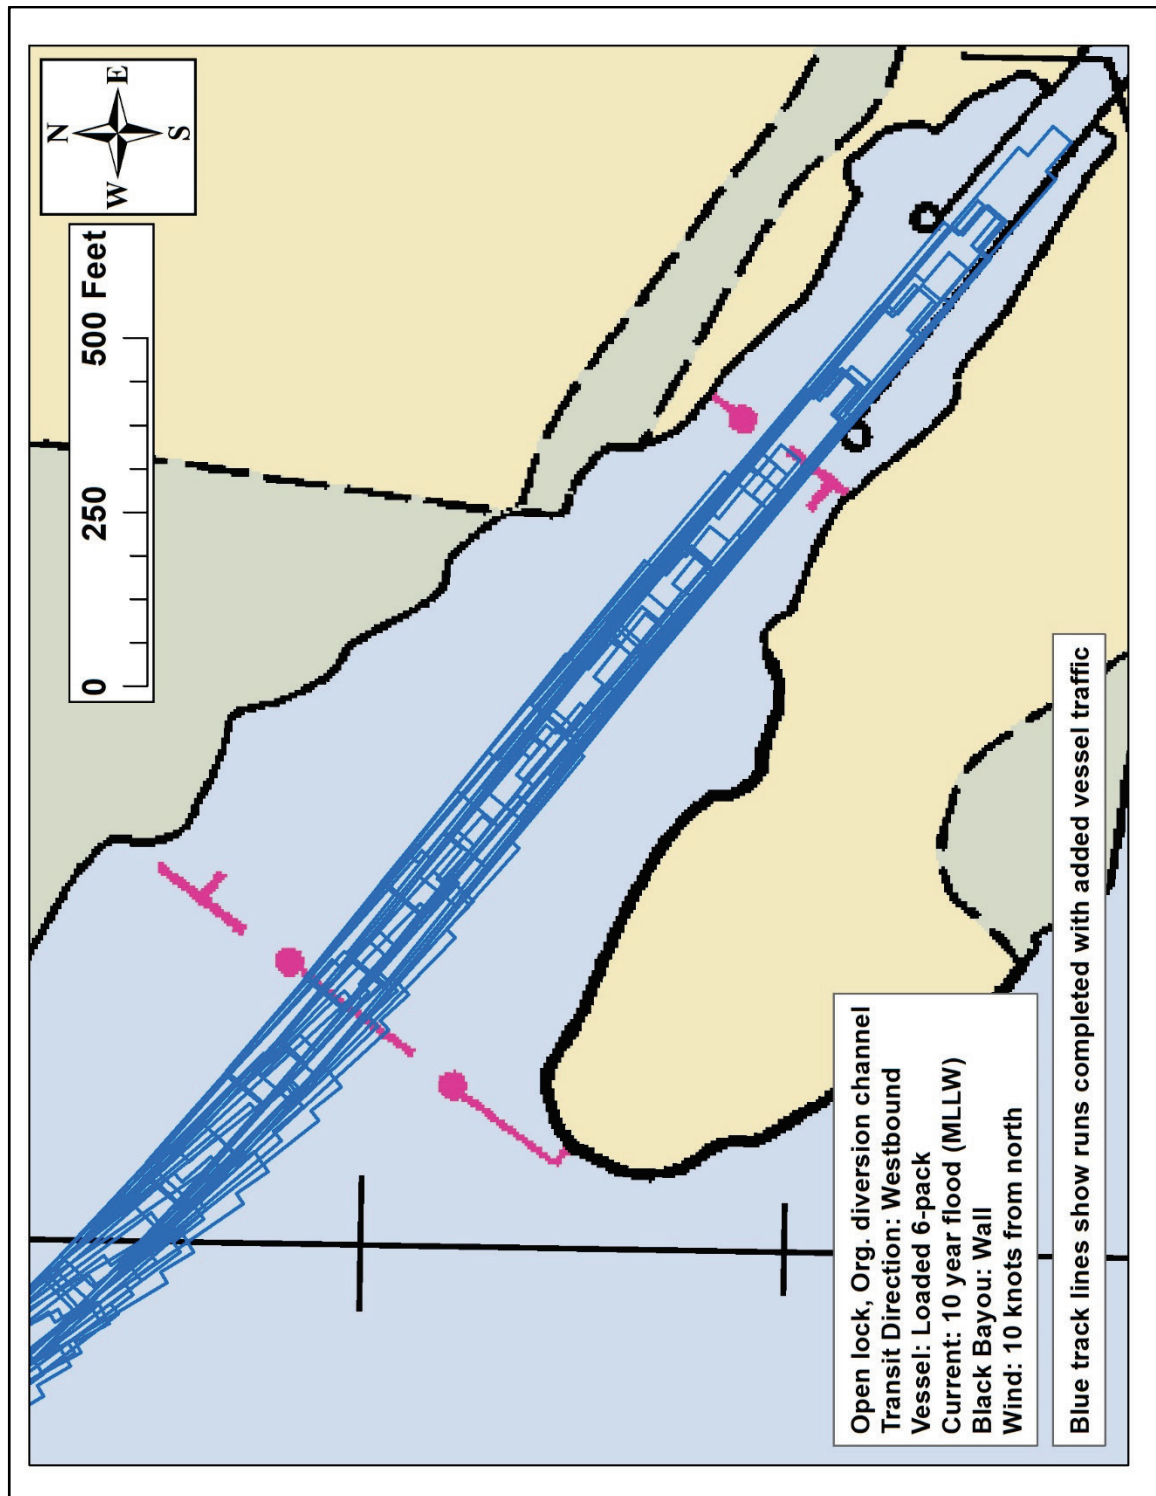 N
W
E
S
0
250
500 Feet
Open lock, Org. diversion channel
Transit Direction: Westbound
Vessel: Loaded 6-pack
Current: 10 year flood (MLLW)
Black Bayou: Wall
Wind: 10 knots from north
Blue track lines show runs completed with added vessel traffic